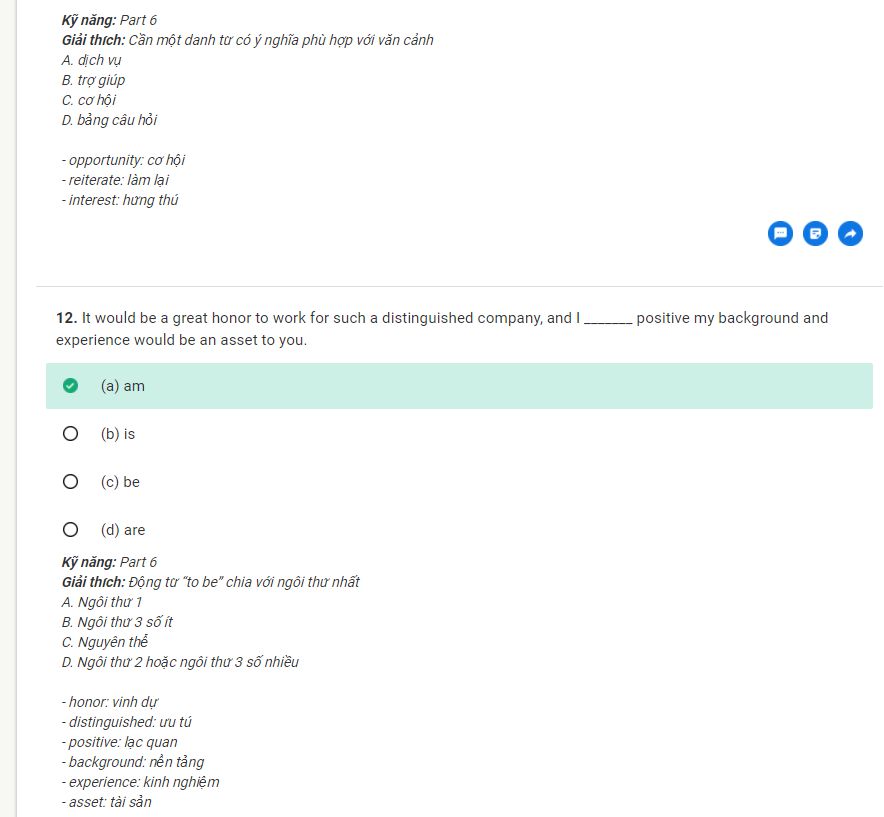 Kỹ năng: Part 6
Giải thích: Cần một danh từ có ý nghĩa phù hợp với văn cảnh
A. dịch vụ
B. trợ giúp
C. cơ hội
D. bảng câu hỏi
- opportunity: cơ hội
- reiterate: làm lại
- interest: hứng thú
12. It would be a great honor to work for such a distinguished company, and I _______ positive my background and
experience would be an asset to you.
(a) am
(b) is
(c) be
(d) are
Kỹ năng: Part 6
Giải thích: Động từ “to be” chia với ngôi thứ nhất
A. Ngôi thứ 1
B. Ngôi thứ 3 số ít
C. Nguyên thể
D. Ngôi thứ 2 hoặc ngôi thứ 3 số nhiều
- honor: vinh dự
- distinguished: ưu tú
- positive: lạc quan
- background: nền tảng
- experience: kinh nghiệm
- asset: tài sản